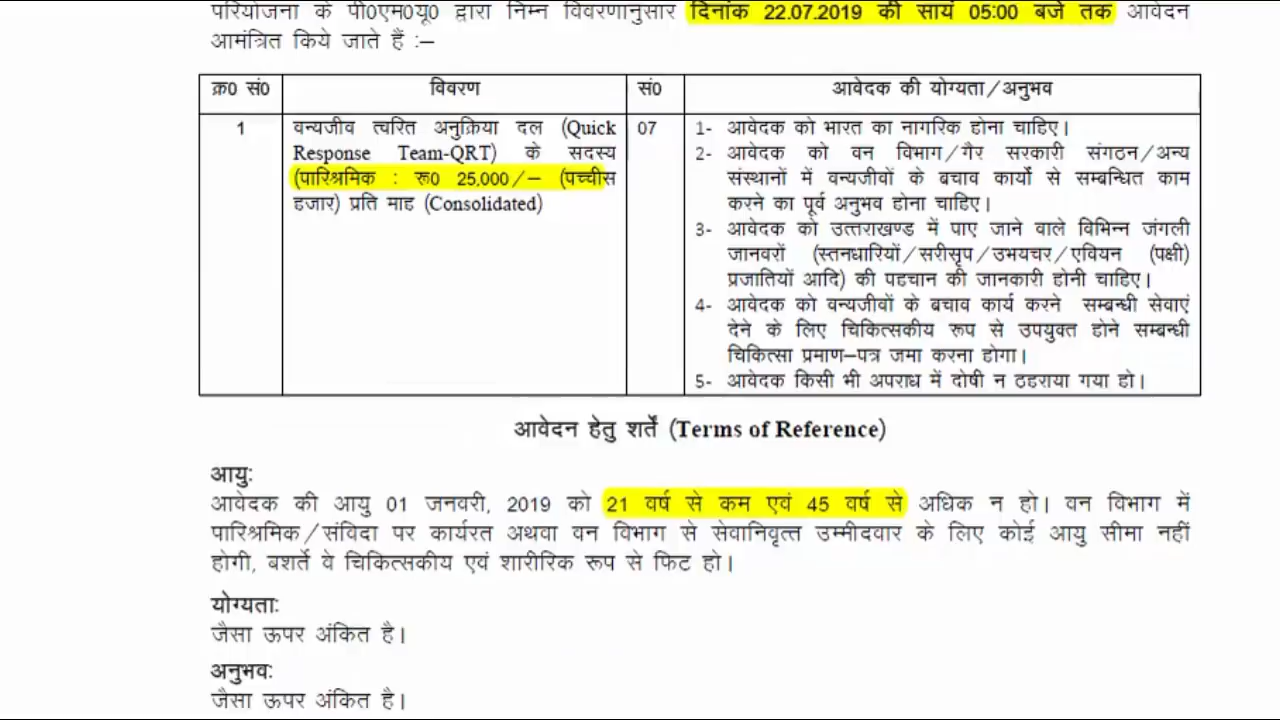 परियोजना के पी0एम0यू0 द्वारा निम्न विवरणानुसार दिनांक 22.07.2019 की सायं 05:00 बजे तक आवेदन
आमंत्रित किये जाते हैं :–
क्र0 सं0
विवरण
सं0
आवेदक की योग्यता/अनुभव
1
वन्यजीव त्वरित अनुक्रिया दल (Quick
Response Team-QRT) के सदस्य
(पारिश्रमिक : रू0 25,000/– (पच्चीस
हजार) प्रति माह (Consolidated)
07
1- आवेदक को भारत का नागरिक होना चाहिए।
2- आवेदक को वन विभाग/गैर सरकारी संगठन/अन्य
संस्थानों में वन्यजीवों के बचाव कार्यो से सम्बन्धित काम
करने का पूर्व अनुभव होना चाहिए।
3- आवेदक को उत्तराखण्ड में पाए जाने वाले विभिन्न जंगली
जानवरों (स्तनधारियों/सरीसृप/उभयचर/एवियन (पक्षी)
प्रजातियों आदि) की पहचान की जानकारी होनी चाहिए।
4- आवेदक को वन्यजीवों के बचाव कार्य करने सम्बन्धी सेवाएं
देने के लिए चिकित्सकीय रूप से उपयुक्त होने सम्बन्धी
चिकित्सा प्रमाण–पत्र जमा करना होगा।
5- आवेदक किसी भी अपराध में दोषी न ठहराया गया हो।
आवेदन हेतु शर्तें (Terms of Reference)
आयु:
आवेदक की आयु 01 जनवरी, 2019 को 21 वर्ष से कम एवं 45 वर्ष से अधिक न हो। वन विभाग में
पारिश्रमिक/संविदा पर कार्यरत अथवा वन विभाग से सेवानिवृत्त उम्मीदवार के लिए कोई आयु सीमा नहीं
होगी, बशर्ते वे चिकित्सकीय एवं शारीरिक रूप से फिट हो।
योग्यता:
जैसा ऊपर अंकित है।
अनुभव:
जैसा ऊपर अंकित है।